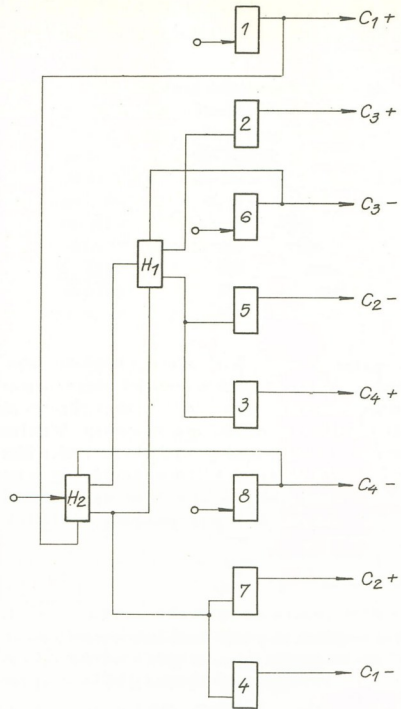 1 C₁+
2 C₃+
6 C₃−
H₁
5 C₂−
3 C₄+
H₂ 8 C₄−
7 C₂+
4 C₁−